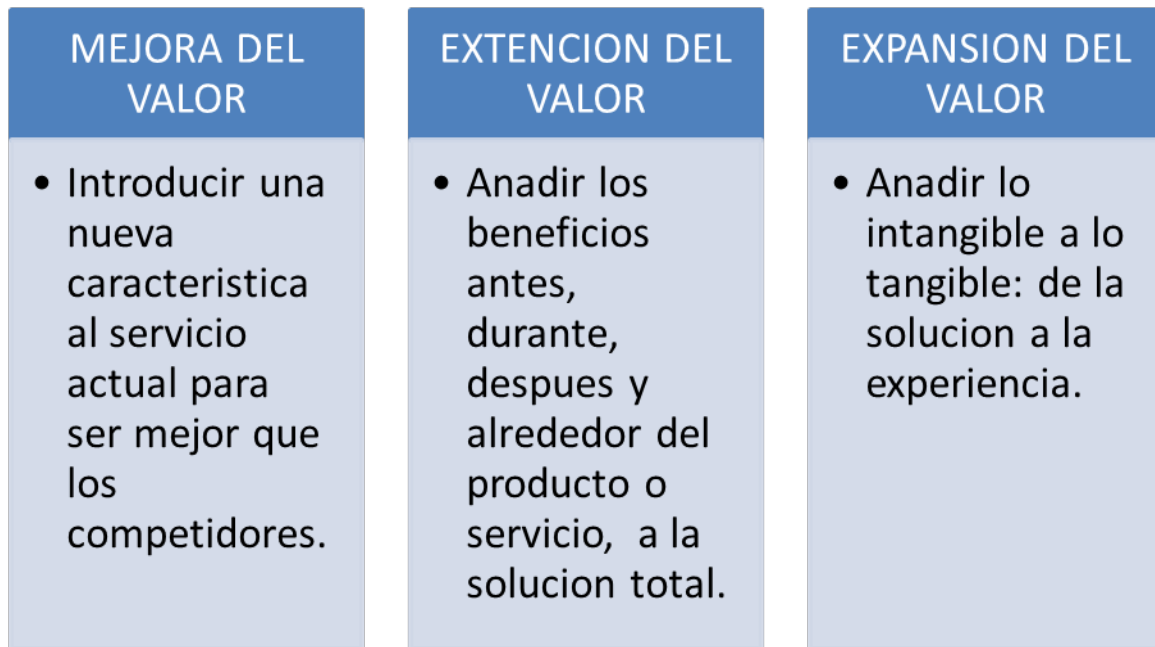 MEJORA DEL
VALOR
• Introducir una
nueva
caracteristica
al servicio
actual para
ser mejor que
los
competidores.
EXTENCION DEL
VALOR
• Anadir los
beneficios
antes,
durante,
despues y
alrededor del
producto o
servicio, a la
solucion total.
EXPANSION DEL
VALOR
• Anadir lo
intangible a lo
tangible: de la
solucion a la
experiencia.